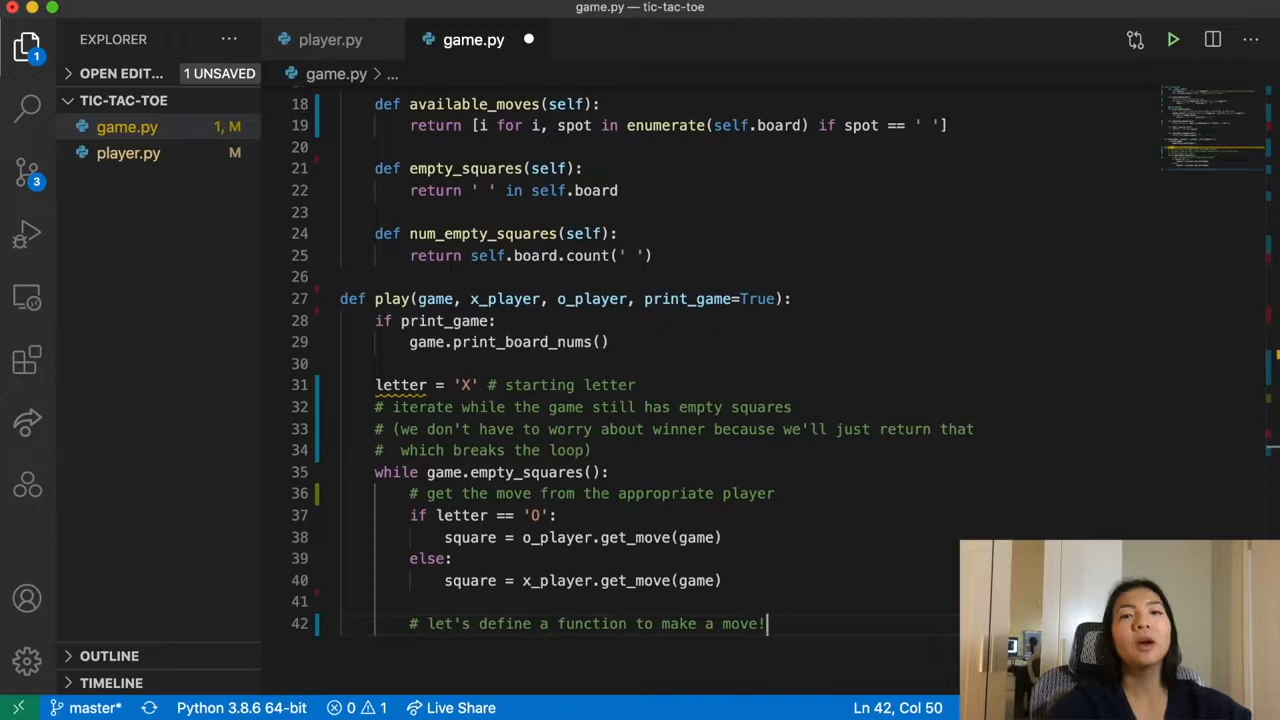 game.py — tic-tac-toe
EXPLORER
player.py
game.py
OPEN EDIT... 1 UNSAVED
game.py > ...
TIC-TAC-TOE
game.py 1, M
player.py M
1
3
18 def available_moves(self):
19 return [i for i, spot in enumerate(self.board) if spot == ' ']
20
21 def empty_squares(self):
22 return ' ' in self.board
23
24 def num_empty_squares(self):
25 return self.board.count(' ')
26
27 def play(game, x_player, o_player, print_game=True):
28 if print_game:
29 game.print_board_nums()
30
31 letter = 'X' # starting letter
32 # iterate while the game still has empty squares
33 # (we don't have to worry about winner because we'll just return that
34 # which breaks the loop)
35 while game.empty_squares():
36 # get the move from the appropriate player
37 if letter == 'O':
38 square = o_player.get_move(game)
39 else:
40 square = x_player.get_move(game)
41
42 # let's define a function to make a move!
OUTLINE
TIMELINE
master* Python 3.8.6 64-bit 0 1 Live Share Ln 42, Col 50